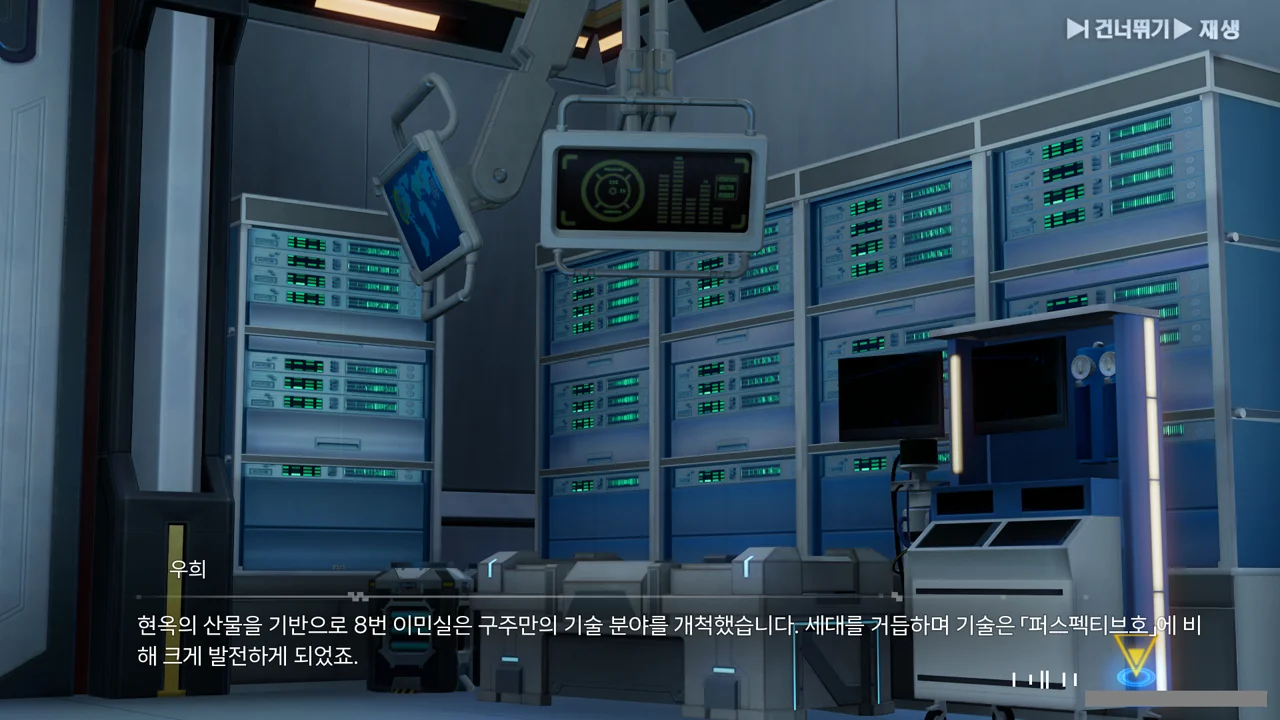 건너뛰기
재생
우희
현옥의 산물을 기반으로 8번 이민실은 구주만의 기술 분야를 개척했습니다. 세대를 거듭하며 기술은 「퍼스펙티브호」에 비
해 크게 발전하게 되었죠.